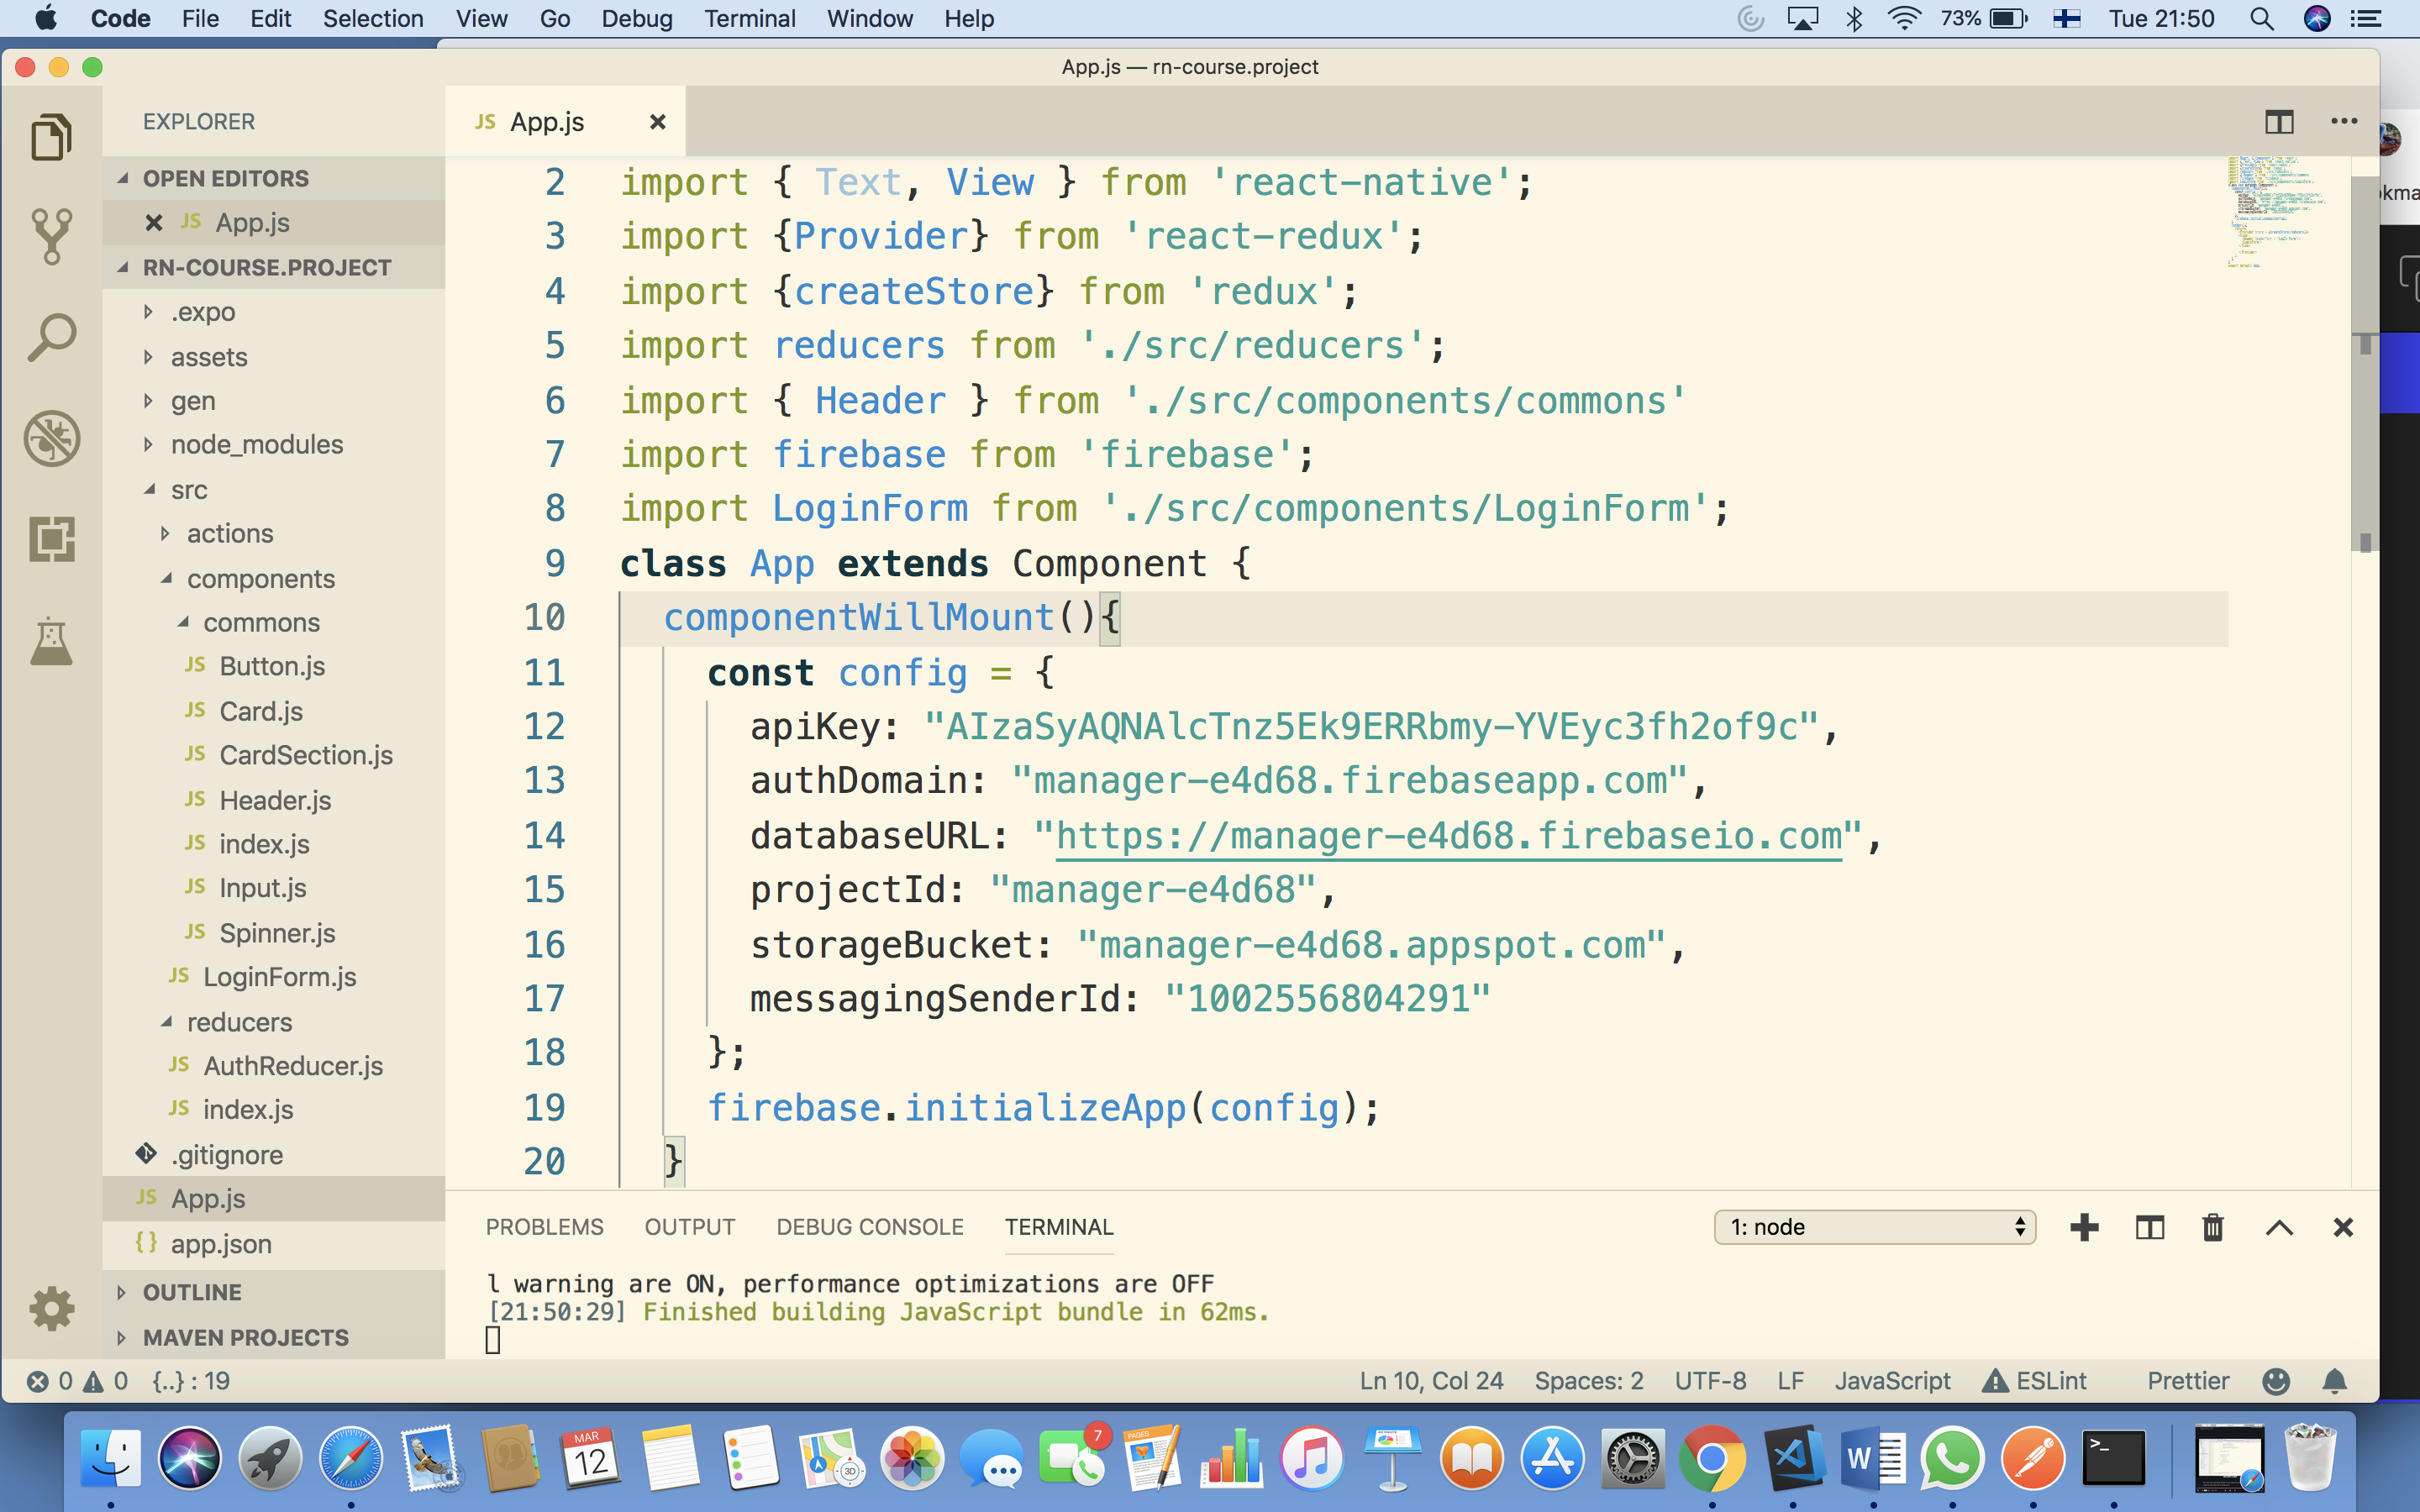 Code File Edit Selection View Go Debug Terminal Window Help 73% Tue 21:50
App.js — rn-course.project
EXPLORER
OPEN EDITORS
JS App.js
RN-COURSE.PROJECT
.expo
assets
gen
node_modules
src
actions
components
commons
JS Button.js
JS Card.js
JS CardSection.js
JS Header.js
JS index.js
JS Input.js
JS Spinner.js
JS LoginForm.js
reducers
JS AuthReducer.js
JS index.js
.gitignore
JS App.js
{} app.json
OUTLINE
MAVEN PROJECTS
JS App.js
2 import { Text, View } from 'react-native';
3 import {Provider} from 'react-redux';
4 import {createStore} from 'redux';
5 import reducers from './src/reducers';
6 import { Header } from './src/components/commons'
7 import firebase from 'firebase';
8 import LoginForm from './src/components/LoginForm';
9 class App extends Component {
10 componentWillMount(){
11 const config = {
12 apiKey: "AIzaSyAQNAlcTnz5Ek9ERRbmy-YVEyc3fh2of9c",
13 authDomain: "manager-e4d68.firebaseapp.com",
14 databaseURL: "https://manager-e4d68.firebaseio.com",
15 projectId: "manager-e4d68",
16 storageBucket: "manager-e4d68.appspot.com",
17 messagingSenderId: "1002556804291"
18 };
19 firebase.initializeApp(config);
20 }
PROBLEMS OUTPUT DEBUG CONSOLE TERMINAL 1: node
l warning are ON, performance optimizations are OFF
[21:50:29] Finished building JavaScript bundle in 62ms.
0 0 {..} : 19 Ln 10, Col 24 Spaces: 2 UTF-8 LF JavaScript ESLint Prettier
MAR
12
3D
7
PAGES
W
>_